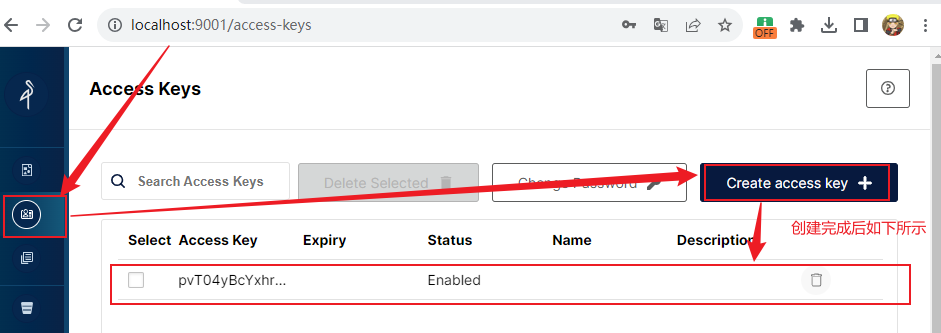 localhost:9001/access-keys
OFF
Access Keys
Search Access Keys
Delete Selected
Change Password
Create access key
创建完成后如下所示
Select Access Key Expiry Status Name Description
pvT04yBcYxhr... Enabled